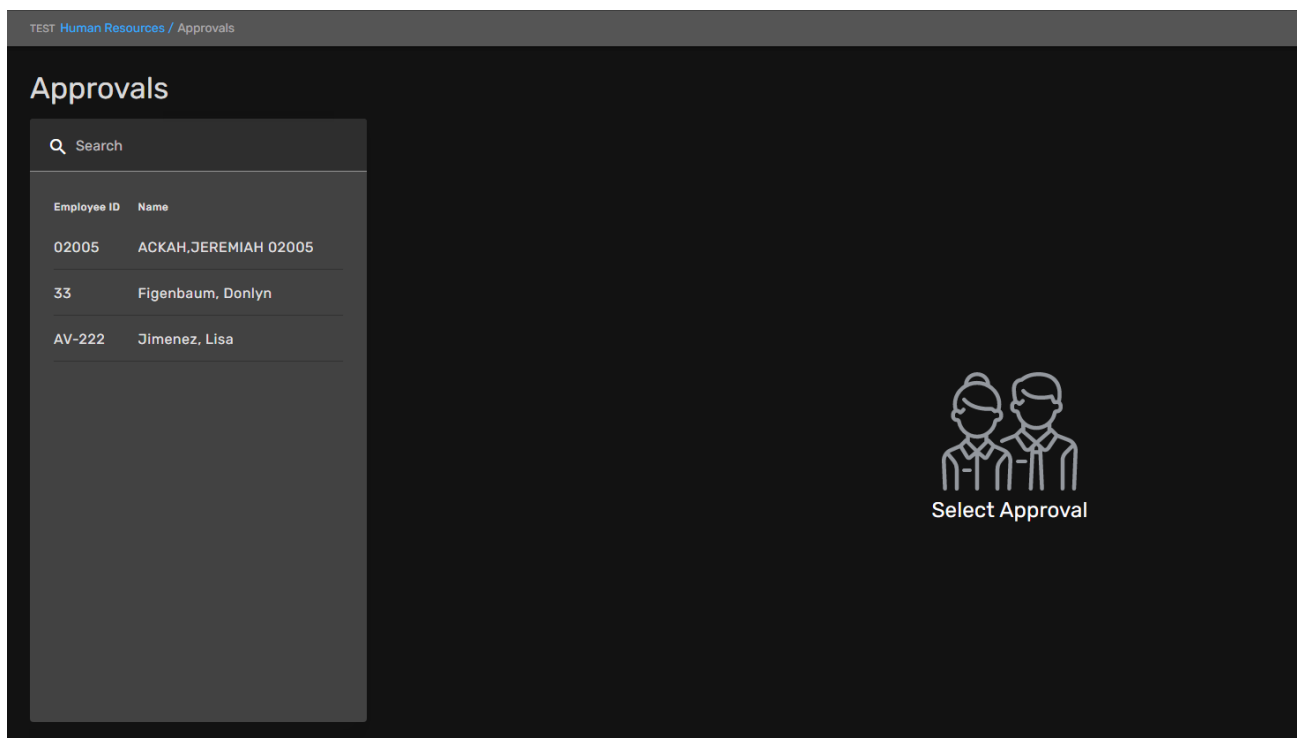 TEST Human Resources / Approvals
Approvals
Search
Employee ID Name
02005 ACKAH,JEREMIAH 02005
33 Figenbaum, Donlyn
AV-222 Jimenez, Lisa
Select Approval